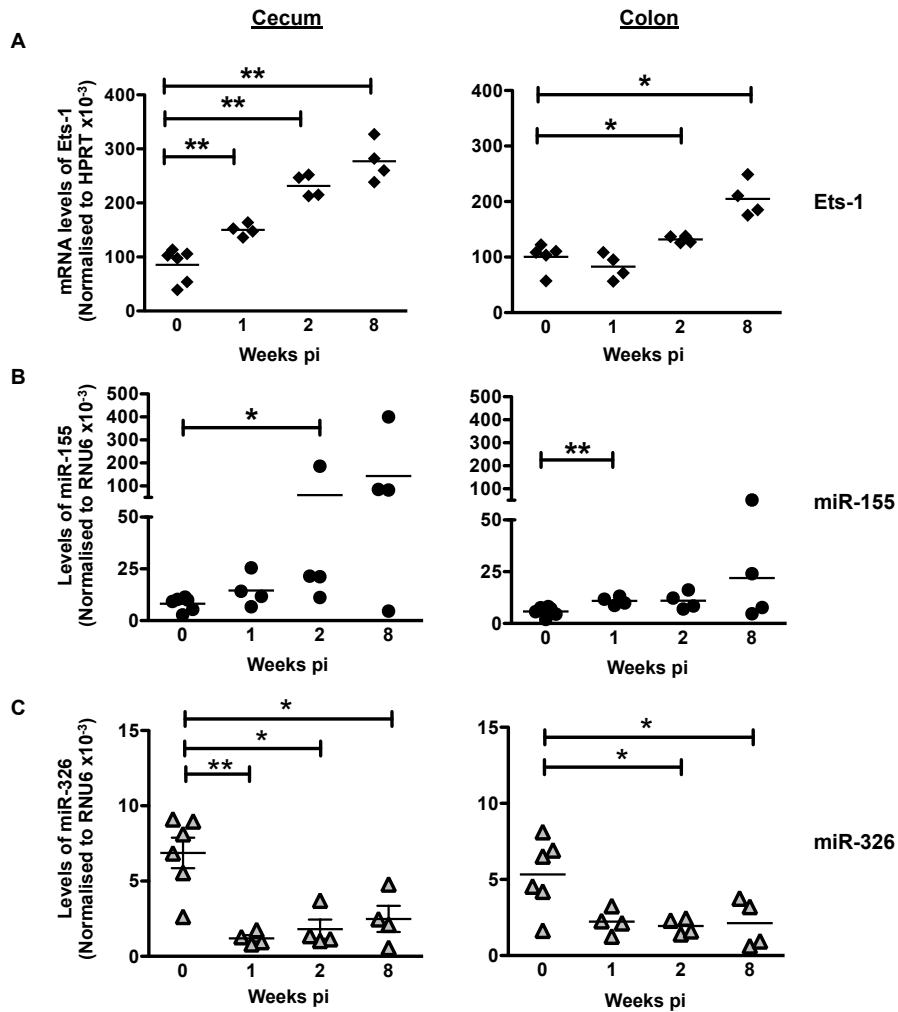 Cecum
Colon
A
mRNA levels of Ets-1
(Normalised to HPRT x10-3)
400
300
200
100
0
**
**
**
0 1 2 8
Weeks pi
400
300
200
100
0
*
*
0 1 2 8
Weeks pi
Ets-1
B
Levels of miR-155
(Normalised to RNU6 x10-3)
500
400
300
200
100
50
25
0
*
0 1 2 8
Weeks pi
500
400
300
200
100
50
25
0
**
0 1 2 8
Weeks pi
miR-155
C
Levels of miR-326
(Normalised to RNU6 x10-3)
15
10
5
0
*
*
**
0 1 2 8
Weeks pi
15
10
5
0
*
*
0 1 2 8
Weeks pi
miR-326